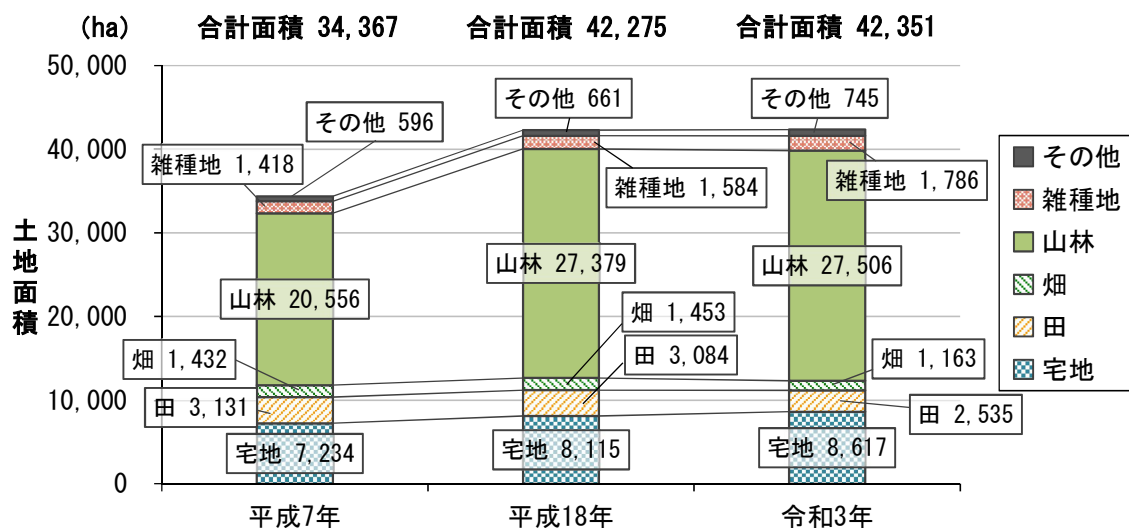 (ha)
合計面積 34,367
合計面積 42,275
合計面積 42,351
土地面積
50,000
40,000
30,000
20,000
10,000
0
その他 596
雑種地 1,418
山林 20,556
畑 1,432
田 3,131
宅地 7,234
その他 661
雑種地 1,584
山林 27,379
畑 1,453
田 3,084
宅地 8,115
その他 745
雑種地 1,786
山林 27,506
畑 1,163
田 2,535
宅地 8,617
平成7年
平成18年
令和3年
その他
雑種地
山林
畑
田
宅地